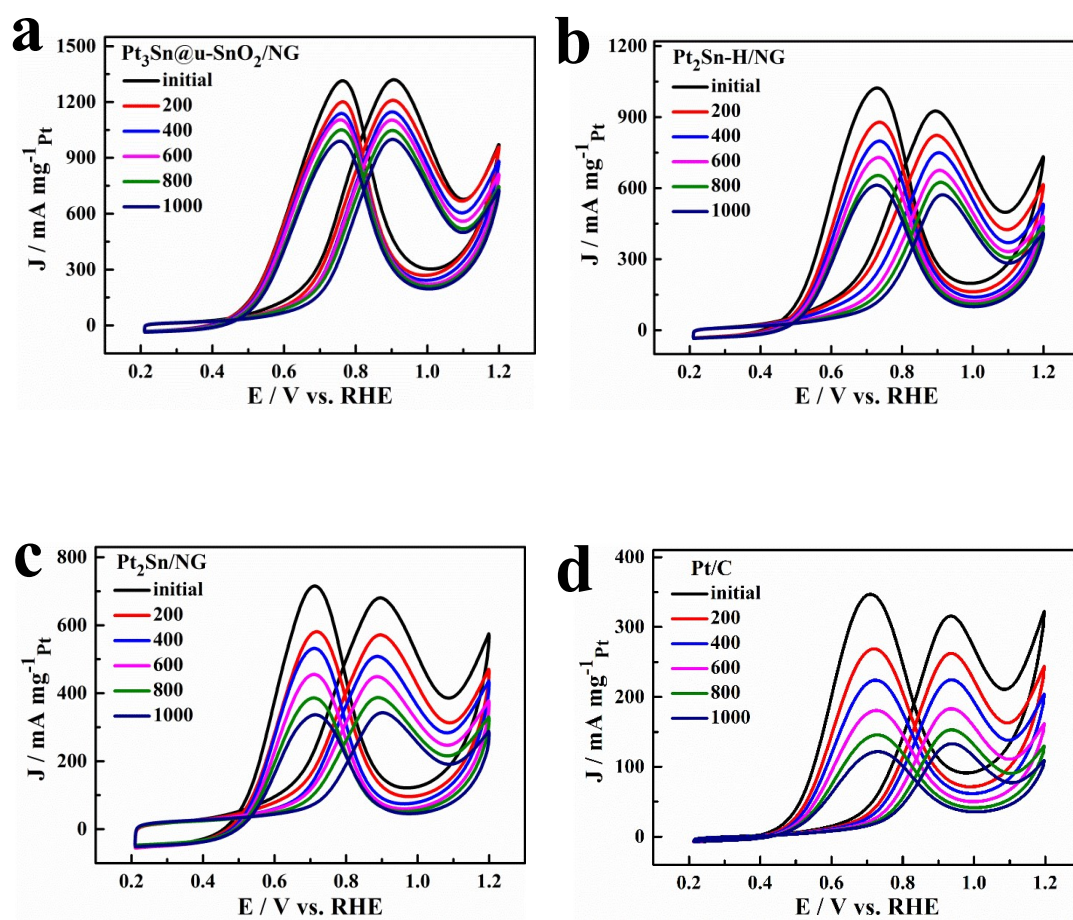 a
Pt₃Sn@u-SnO₂/NG
initial
200
400
600
800
1000
1500
1200
900
600
300
0
J / mA mg⁻¹Pt
0.2 0.4 0.6 0.8 1.0 1.2
E / V vs. RHE
b
Pt₂Sn-H/NG
initial
200
400
600
800
1000
1200
900
600
300
0
J / mA mg⁻¹Pt
0.2 0.4 0.6 0.8 1.0 1.2
E / V vs. RHE
c
Pt₂Sn/NG
initial
200
400
600
800
1000
800
600
400
200
0
J / mA mg⁻¹Pt
0.2 0.4 0.6 0.8 1.0 1.2
E / V vs. RHE
d
Pt/C
initial
200
400
600
800
1000
400
300
200
100
0
J / mA mg⁻¹Pt
0.2 0.4 0.6 0.8 1.0 1.2
E / V vs. RHE